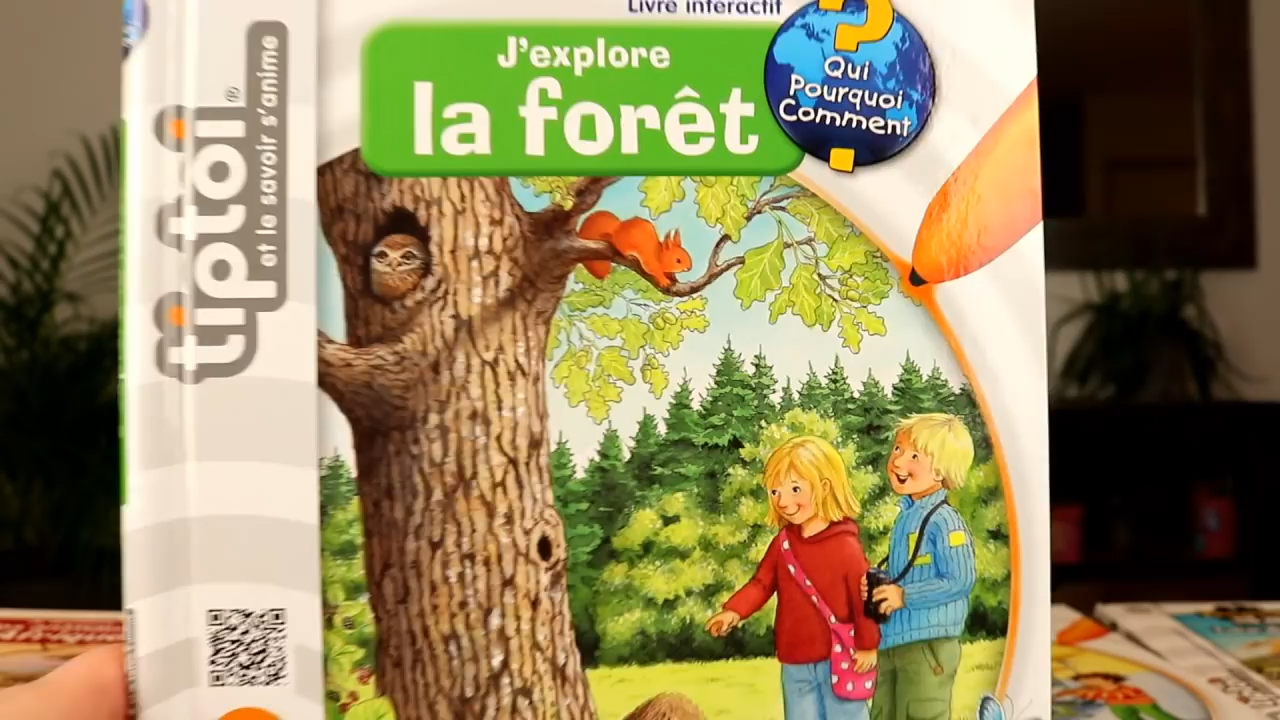 Livre interactif
J'explore
la forêt
Qui
Pourquoi
Comment
tiptoi®
et le savoir s'anime